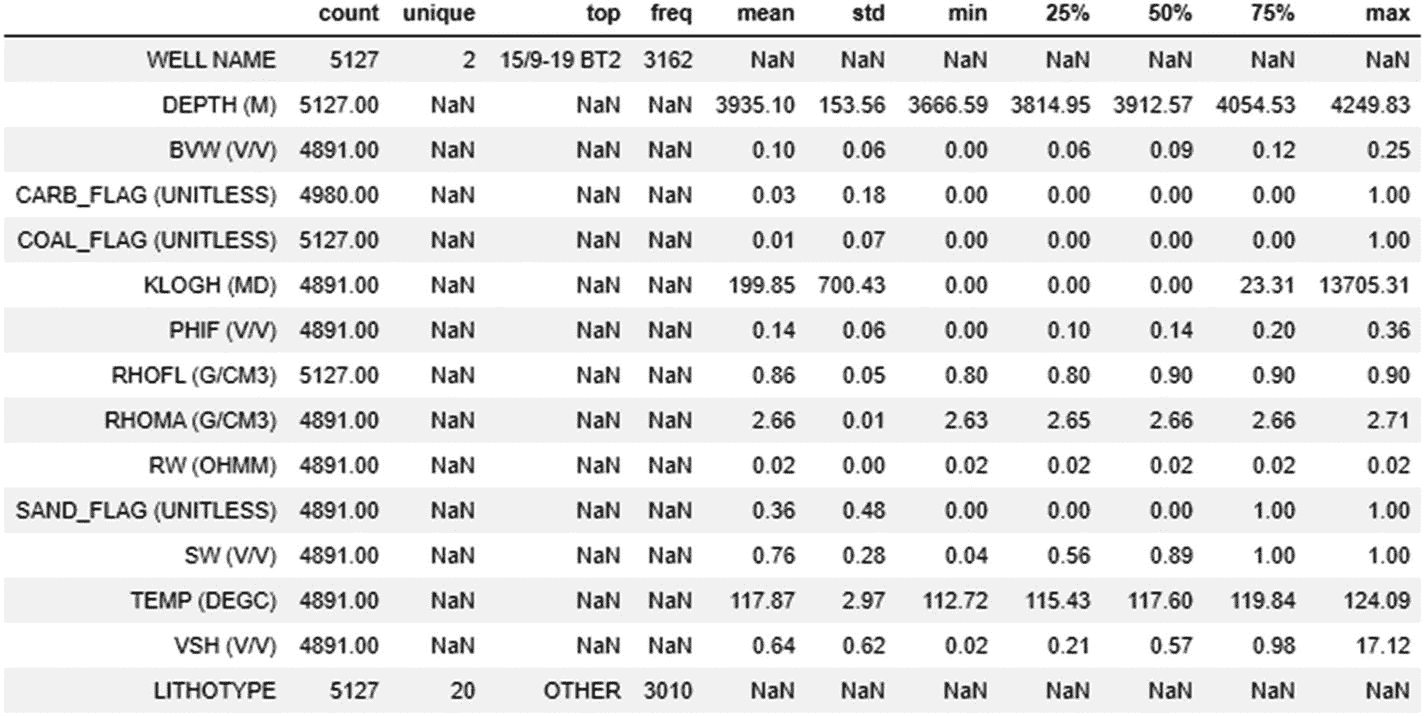 count unique top freq mean std min 25% 50% 75% max
WELL NAME 5127 2 15/9-19 BT2 3162 NaN NaN NaN NaN NaN NaN NaN
DEPTH (M) 5127.00 NaN NaN NaN 3935.10 153.56 3666.59 3814.95 3912.57 4054.53 4249.83
BVW (V/V) 4891.00 NaN NaN NaN 0.10 0.06 0.00 0.06 0.09 0.12 0.25
CARB_FLAG (UNITLESS) 4980.00 NaN NaN NaN 0.03 0.18 0.00 0.00 0.00 0.00 1.00
COAL_FLAG (UNITLESS) 5127.00 NaN NaN NaN 0.01 0.07 0.00 0.00 0.00 0.00 1.00
KLOGH (MD) 4891.00 NaN NaN NaN 199.85 700.43 0.00 0.00 0.00 23.31 13705.31
PHIF (V/V) 4891.00 NaN NaN NaN 0.14 0.06 0.00 0.10 0.14 0.20 0.36
RHOFL (G/CM3) 5127.00 NaN NaN NaN 0.86 0.05 0.80 0.80 0.90 0.90 0.90
RHOMA (G/CM3) 4891.00 NaN NaN NaN 2.66 0.01 2.63 2.65 2.66 2.66 2.71
RW (OHMM) 4891.00 NaN NaN NaN 0.02 0.00 0.02 0.02 0.02 0.02 0.02
SAND_FLAG (UNITLESS) 4891.00 NaN NaN NaN 0.36 0.48 0.00 0.00 0.00 1.00 1.00
SW (V/V) 4891.00 NaN NaN NaN 0.76 0.28 0.04 0.56 0.89 1.00 1.00
TEMP (DEGC) 4891.00 NaN NaN NaN 117.87 2.97 112.72 115.43 117.60 119.84 124.09
VSH (V/V) 4891.00 NaN NaN NaN 0.64 0.62 0.02 0.21 0.57 0.98 17.12
LITHOTYPE 5127 20 OTHER 3010 NaN NaN NaN NaN NaN NaN NaN